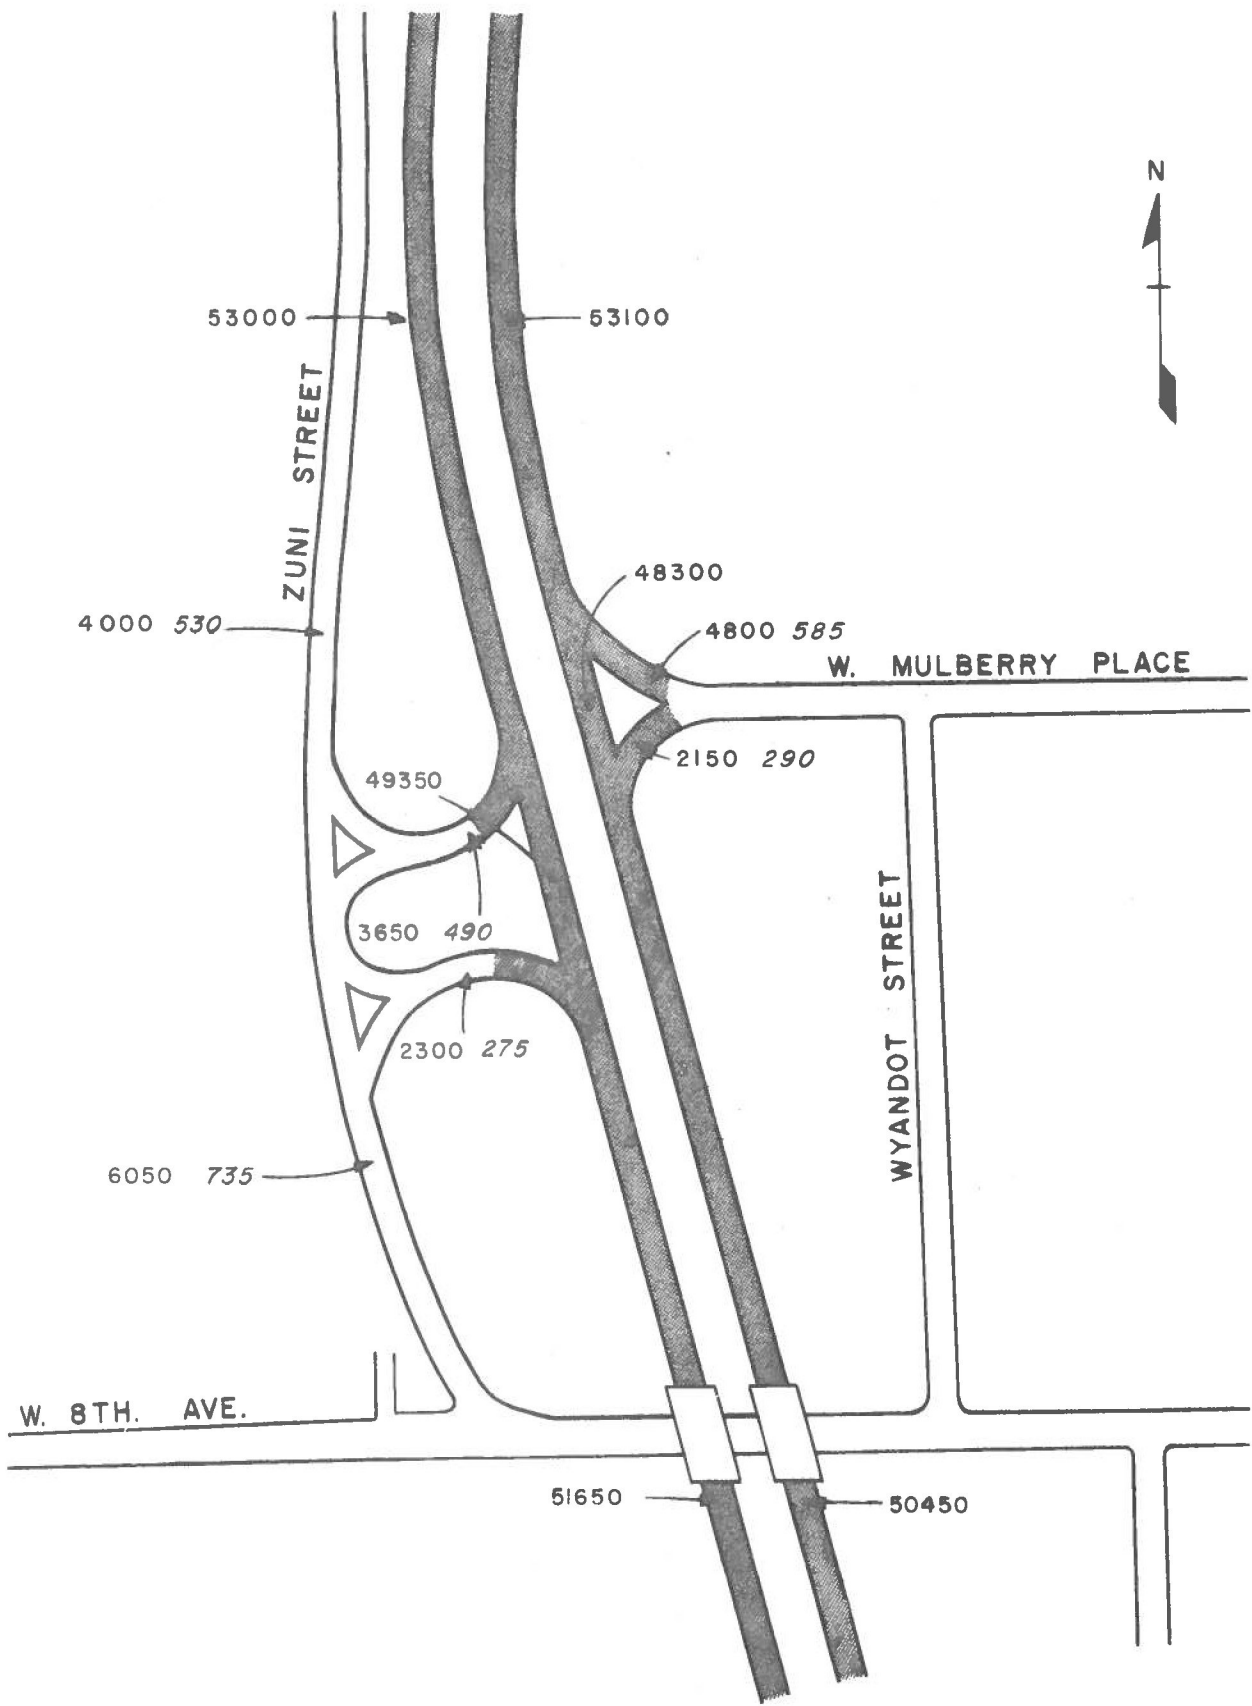 N
53000
53100
ZUNI STREET
48300
4000 530
4800 585
W. MULBERRY PLACE
2150 290
49350
3650 490
WYANDOT STREET
2300 275
6050 735
W. 8TH. AVE.
51650
50450